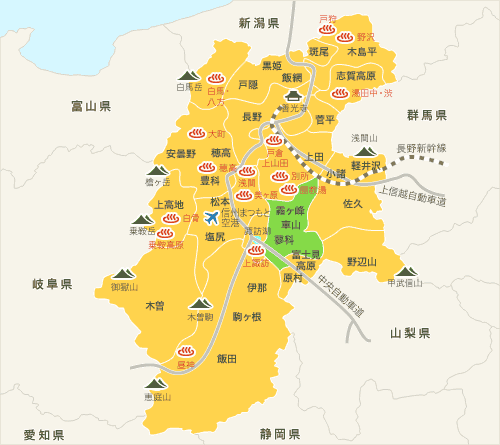 新潟県
戸狩
野沢
斑尾
木島平
黒姫
飯綱
志賀高原
白馬岳
白馬・
八方
戸隠
湯田中・渋
富山県
善光寺
群馬県
長野
菅平
大町
浅間山
長野新幹線
戸倉
上山田
安曇野
穂高
上田
軽井沢
穂高
別所
小諸
槍ヶ岳
豊科
浅間
鹿教湯
上信越自動車道
美ヶ原
松本
上高地
白骨
信州まつもと
空港
霧ヶ峰
車山
佐久
乗鞍岳
諏訪湖
蓼科
乗鞍高原
塩尻
上諏訪
富士見
高原
野辺山
御嶽山
原村
甲武信山
岐阜県
伊那
中央自動車道
木曽
木曽駒
駒ヶ根
山梨県
昼神
飯田
恵庭山
愛知県
静岡県